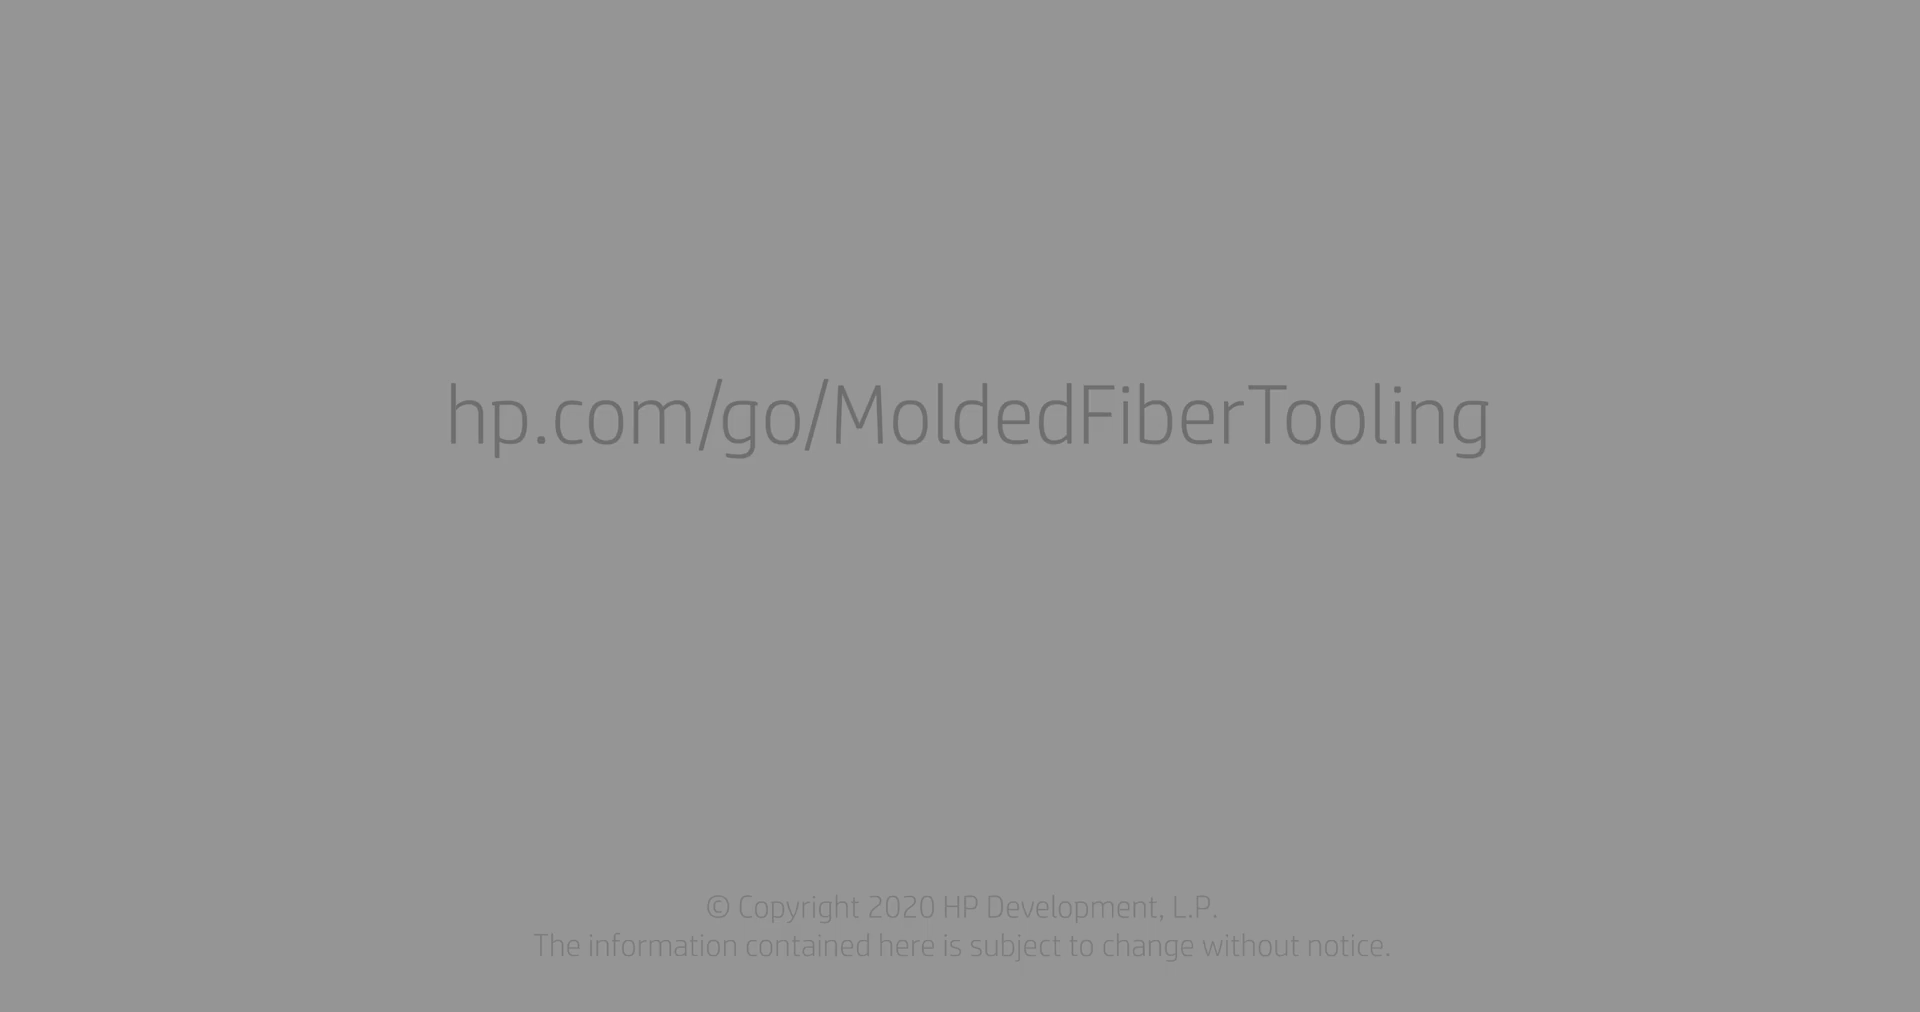 hp.com/go/MoldedFiberTooling
© Copyright 2020 HP Development, L.P.
The information contained here is subject to change without notice.